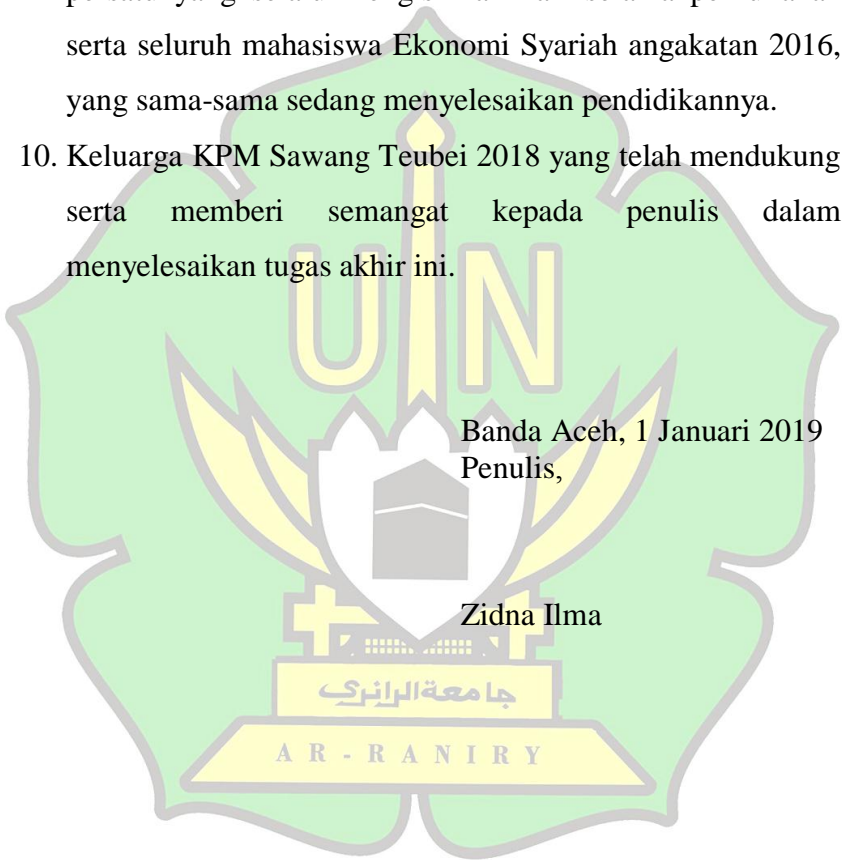 serta seluruh mahasiswa Ekonomi Syariah angakatan 2016,
yang sama-sama sedang menyelesaikan pendidikannya.
10. Keluarga KPM Sawang Teubei 2018 yang telah mendukung
serta memberi semangat kepada penulis dalam
menyelesaikan tugas akhir ini.
UIN
Banda Aceh, 1 Januari 2019
Penulis,
Zidna Ilma
جامعةالرانري
AR-RANIRY